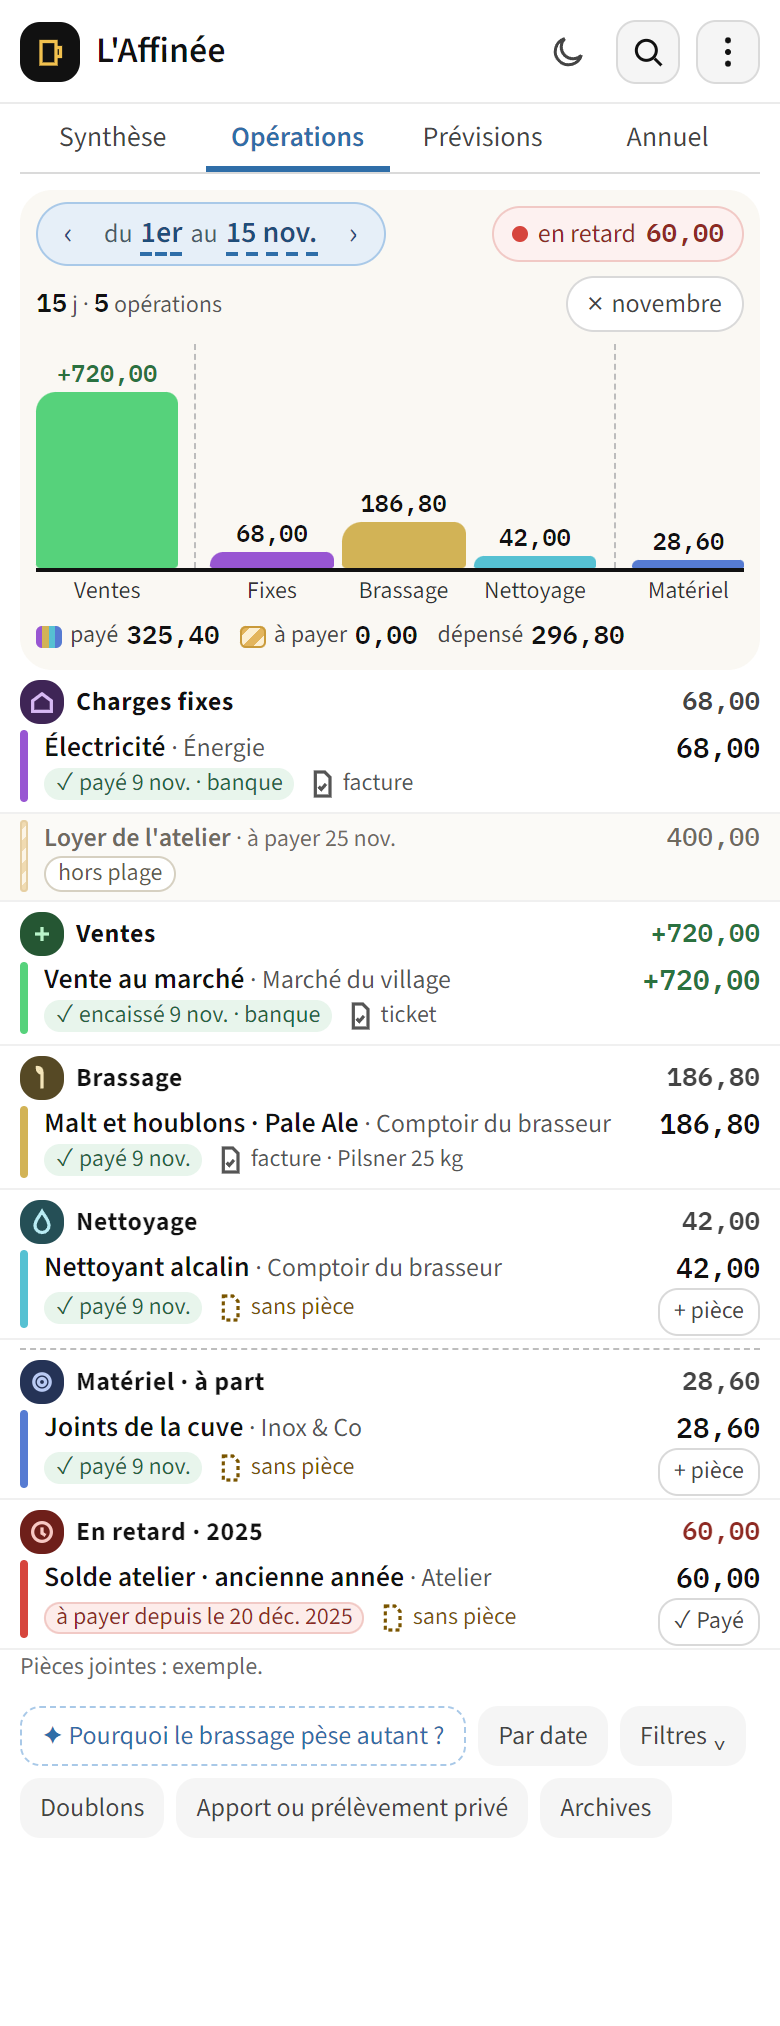 L'Affinée
Synthèse Opérations Prévisions Annuel
‹ du 1er au 15 nov. › en retard 60,00
15 j · 5 opérations × novembre
+720,00
186,80
68,00 42,00 28,60
Ventes Fixes Brassage Nettoyage Matériel
payé 325,40 à payer 0,00 dépensé 296,80
Charges fixes 68,00
Électricité · Énergie 68,00
✓ payé 9 nov. · banque facture
Loyer de l'atelier · à payer 25 nov. 400,00
hors plage
Ventes +720,00
Vente au marché · Marché du village +720,00
✓ encaissé 9 nov. · banque ticket
Brassage 186,80
Malt et houblons · Pale Ale · Comptoir du brasseur 186,80
✓ payé 9 nov. facture · Pilsner 25 kg
Nettoyage 42,00
Nettoyant alcalin · Comptoir du brasseur 42,00
✓ payé 9 nov. sans pièce + pièce
Matériel · à part 28,60
Joints de la cuve · Inox & Co 28,60
✓ payé 9 nov. sans pièce + pièce
En retard · 2025 60,00
Solde atelier · ancienne année · Atelier 60,00
à payer depuis le 20 déc. 2025 sans pièce ✓ Payé
Pièces jointes : exemple.
✦ Pourquoi le brassage pèse autant ? Par date Filtres ˅
Doublons Apport ou prélèvement privé Archives